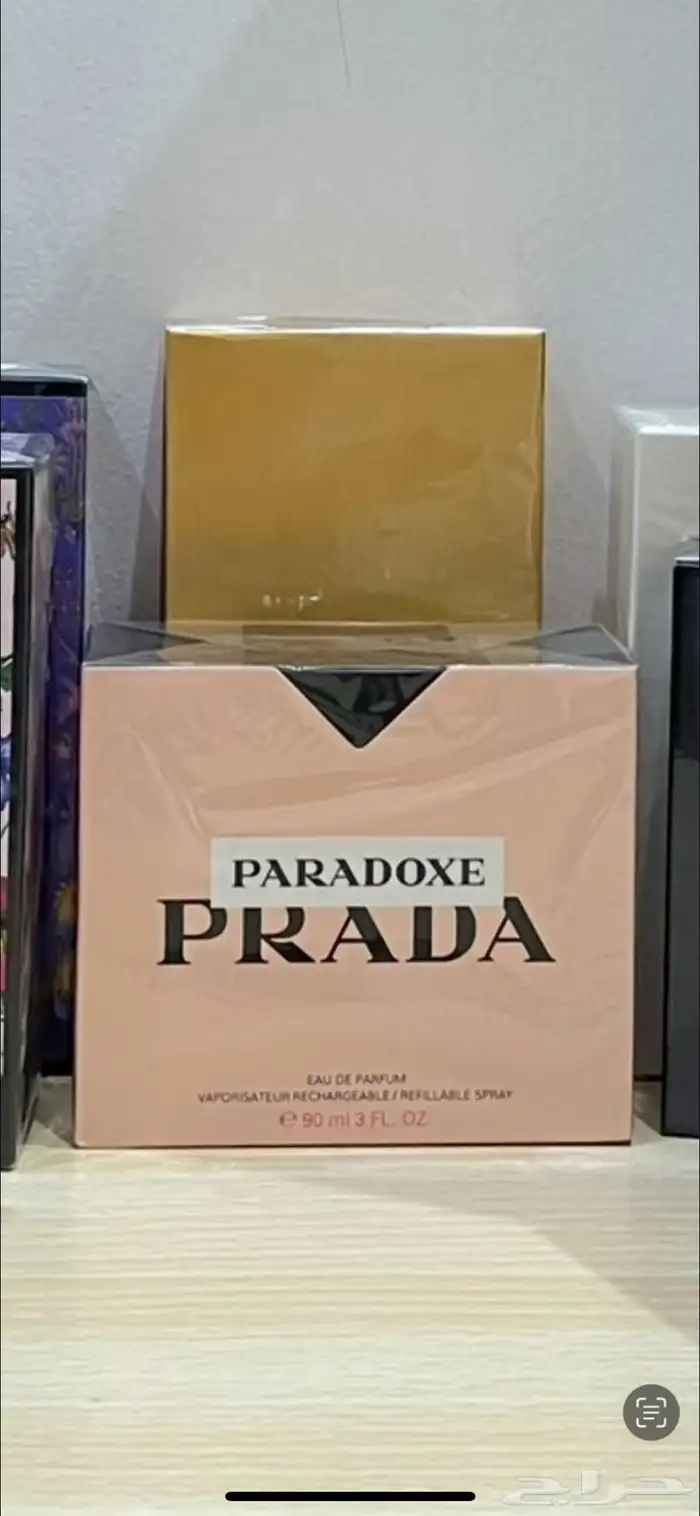 PARADOXE
PRADA
EAU DE PARFUM
VAPORISATEUR RECHARGEABLE / REFILLABLE SPRAY
℮ 90 ml 3 FL. OZ
حراج